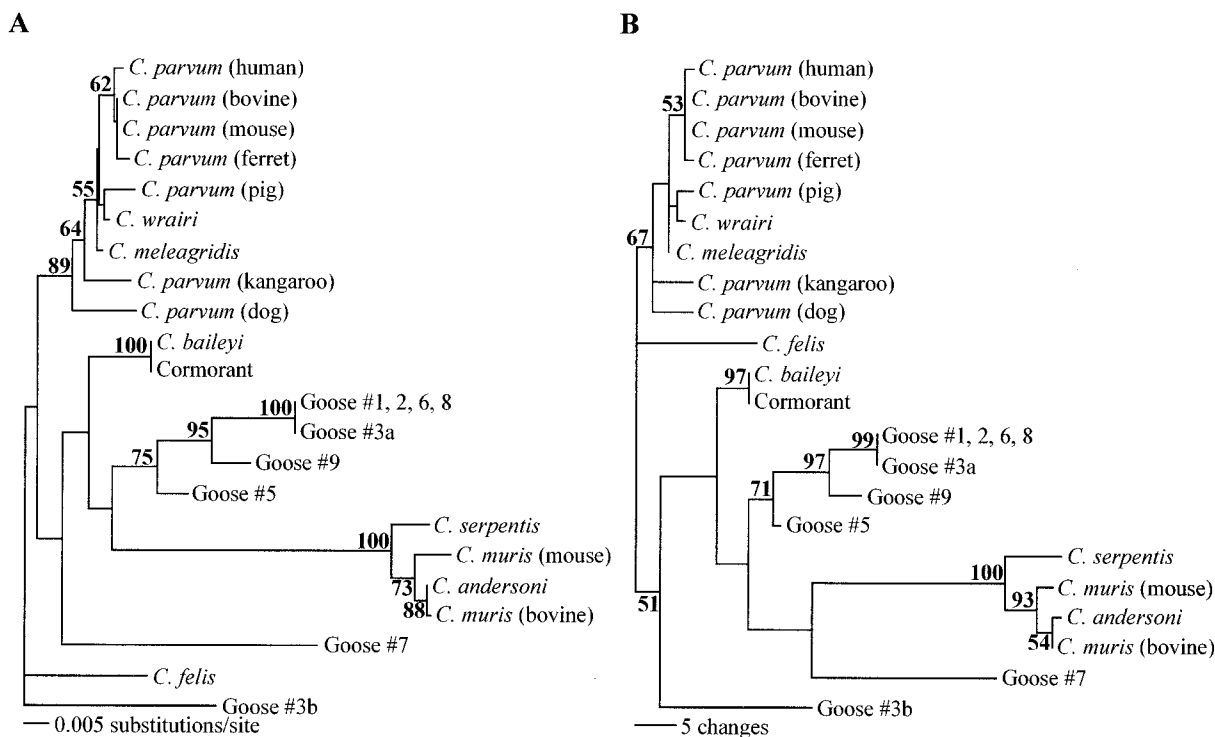 A
62
C. parvum (human)
C. parvum (bovine)
C. parvum (mouse)
C. parvum (ferret)
55
C. parvum (pig)
C. wrairi
64
C. meleagridis
89
C. parvum (kangaroo)
C. parvum (dog)
100
C. baileyi
Cormorant
100
Goose #1, 2, 6, 8
Goose #3a
95
75
Goose #9
Goose #5
100
C. serpentis
C. muris (mouse)
73
C. andersoni
88
C. muris (bovine)
Goose #7
C. felis
Goose #3b
0.005 substitutions/site
B
53
C. parvum (human)
C. parvum (bovine)
C. parvum (mouse)
C. parvum (ferret)
C. parvum (pig)
C. wrairi
67
C. meleagridis
C. parvum (kangaroo)
C. parvum (dog)
C. felis
97
C. baileyi
Cormorant
99
Goose #1, 2, 6, 8
Goose #3a
97
71
Goose #9
Goose #5
100
C. serpentis
93
C. muris (mouse)
C. andersoni
54
C. muris (bovine)
51
Goose #7
Goose #3b
5 changes